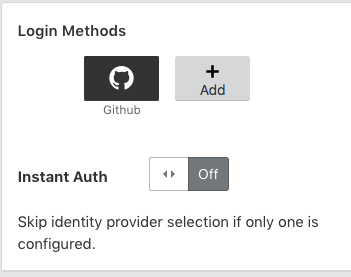 Login Methods
Add
Github
Instant Auth
Off
Skip identity provider selection if only one is
configured.